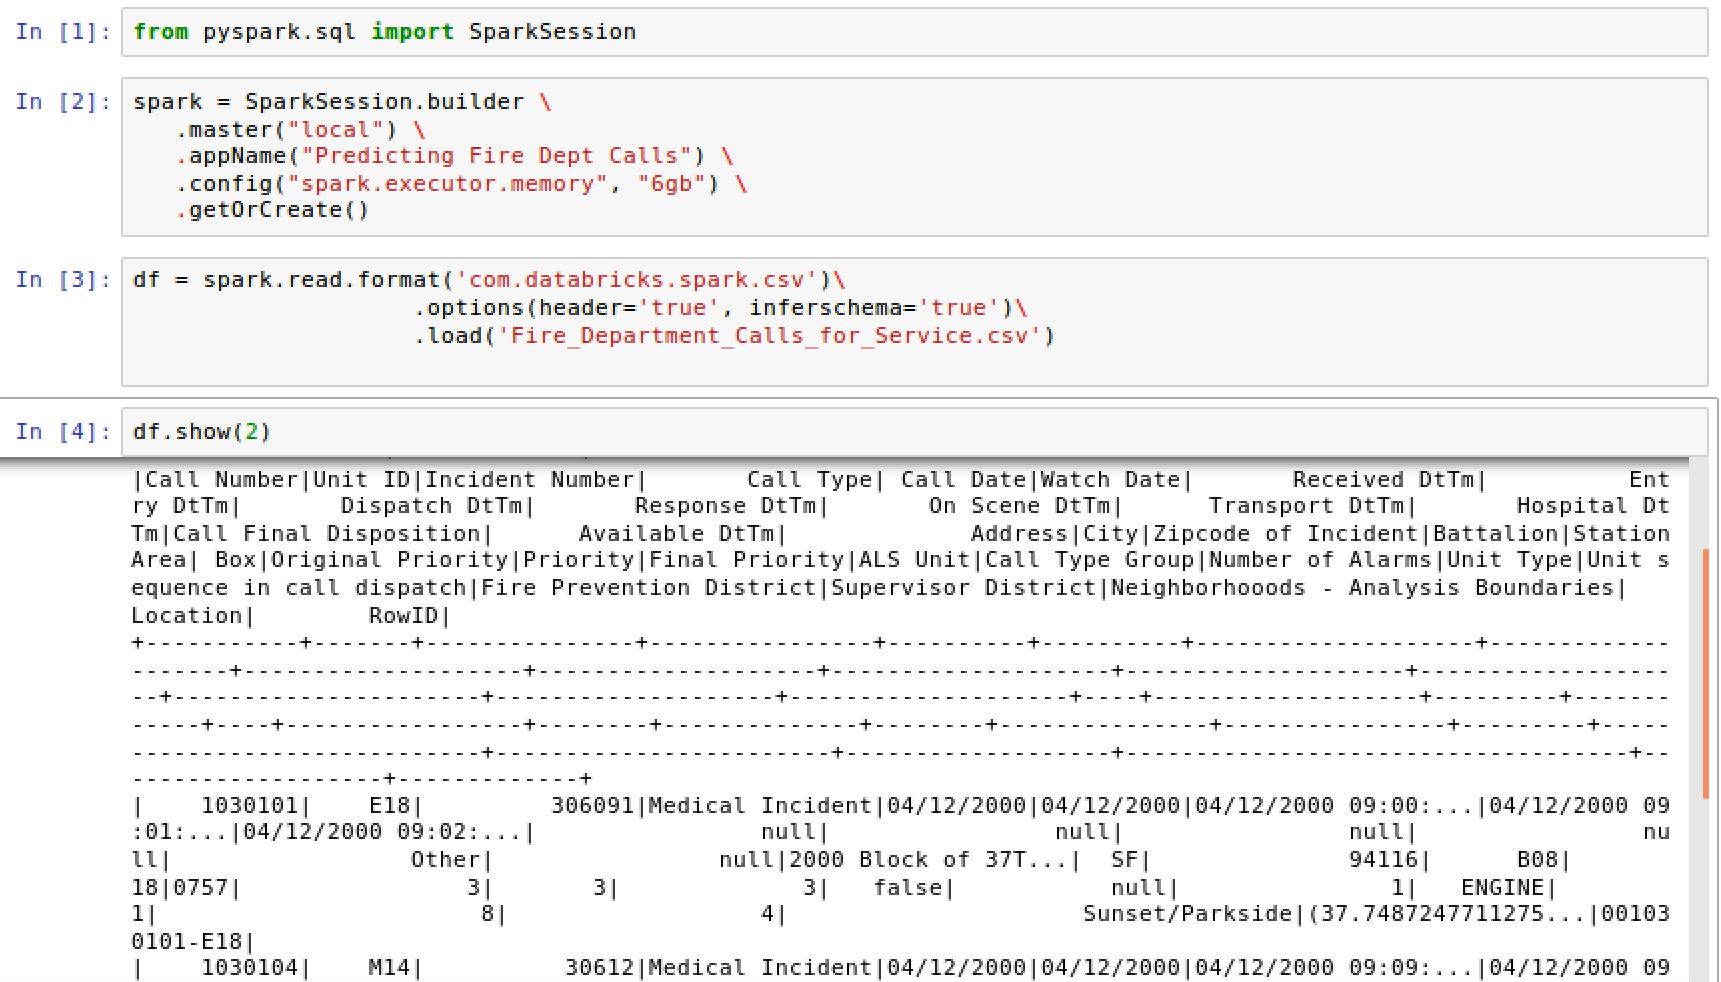 In [1]: from pyspark.sql import SparkSession
In [2]: spark = SparkSession.builder \
   .master("local") \
   .appName("Predicting Fire Dept Calls") \
   .config("spark.executor.memory", "6gb") \
   .getOrCreate()
In [3]: df = spark.read.format('com.databricks.spark.csv')\
                    .options(header='true', inferschema='true')\
                    .load('Fire_Department_Calls_for_Service.csv')
In [4]: df.show(2)
|Call Number|Unit ID|Incident Number|       Call Type| Call Date|Watch Date|       Received DtTm|          Ent
ry DtTm|       Dispatch DtTm|       Response DtTm|       On Scene DtTm|      Transport DtTm|       Hospital Dt
Tm|Call Final Disposition|      Available DtTm|             Address|City|Zipcode of Incident|Battalion|Station
Area| Box|Original Priority|Priority|Final Priority|ALS Unit|Call Type Group|Number of Alarms|Unit Type|Unit s
equence in call dispatch|Fire Prevention District|Supervisor District|Neighborhooods - Analysis Boundaries|
Location|        RowID|
+-----------+-------+---------------+----------------+----------+----------+--------------------+-------------
-------+--------------------+--------------------+--------------------+--------------------+------------------
--+----------------------+--------------------+--------------------+----+-------------------+---------+-------
-----+----+-----------------+--------+--------------+--------+---------------+----------------+---------+-----
-------------------------+------------------------+-------------------+------------------------------------+--
------------------+-------------+
|    1030101|    E18|         306091|Medical Incident|04/12/2000|04/12/2000|04/12/2000 09:00:...|04/12/2000 09
:01:...|04/12/2000 09:02:...|                null|                null|                null|                nu
ll|                 Other|                null|2000 Block of 37T...|  SF|              94116|      B08|
18|0757|                3|       3|             3|   false|           null|               1|   ENGINE|
1|                       8|                  4|                     Sunset/Parkside|(37.7487247711275...|00103
0101-E18|
|    1030104|    M14|          30612|Medical Incident|04/12/2000|04/12/2000|04/12/2000 09:09:...|04/12/2000 09